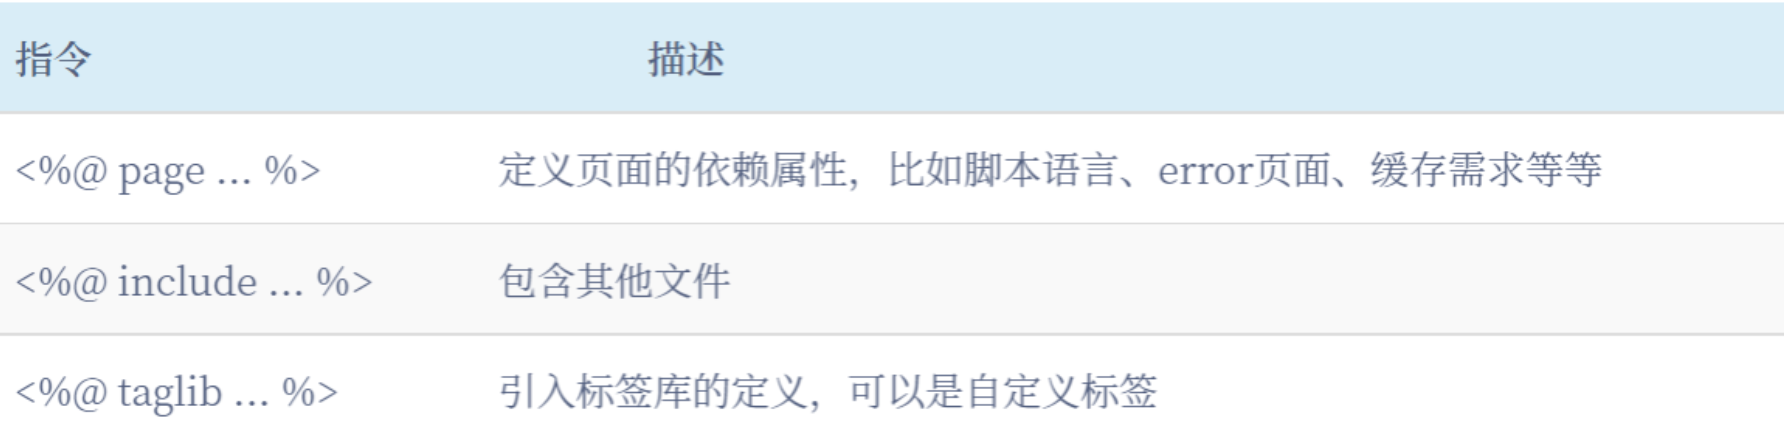 指令 描述
<%@ page ... %> 定义页面的依赖属性，比如脚本语言、error页面、缓存需求等等
<%@ include ... %> 包含其他文件
<%@ taglib ... %> 引入标签库的定义，可以是自定义标签